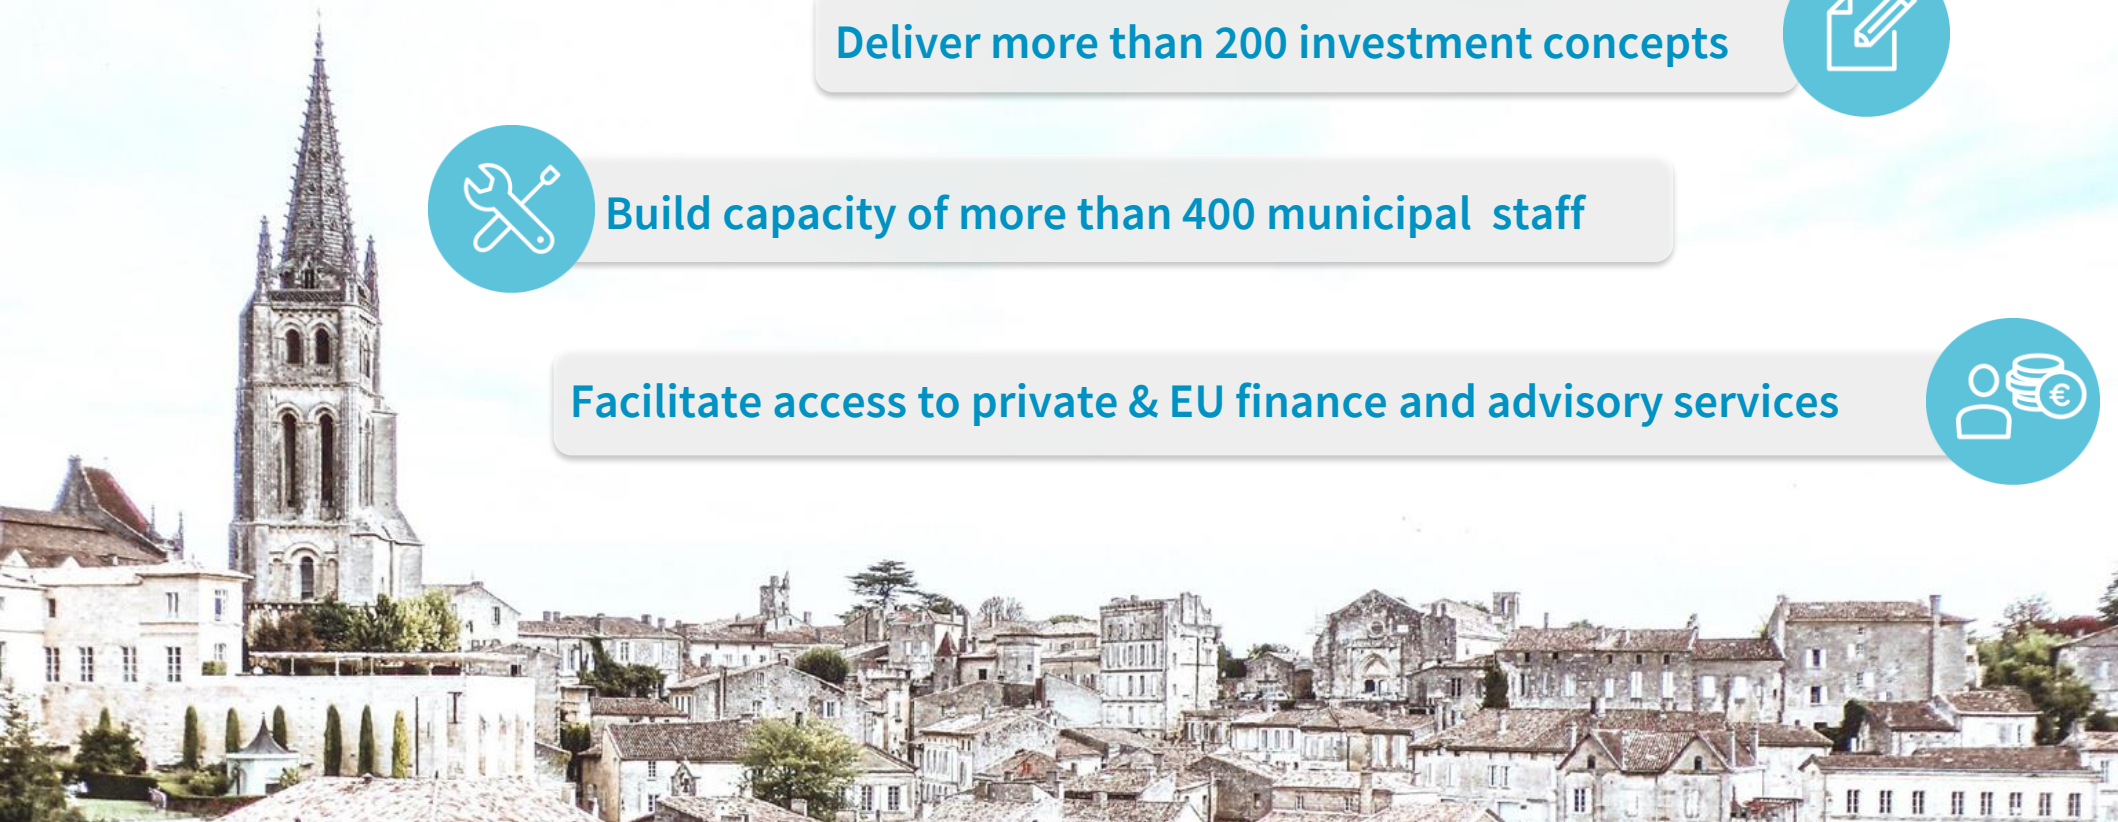 Deliver more than 200 investment concepts
Build capacity of more than 400 municipal  staff
Facilitate access to private & EU finance and advisory services
€